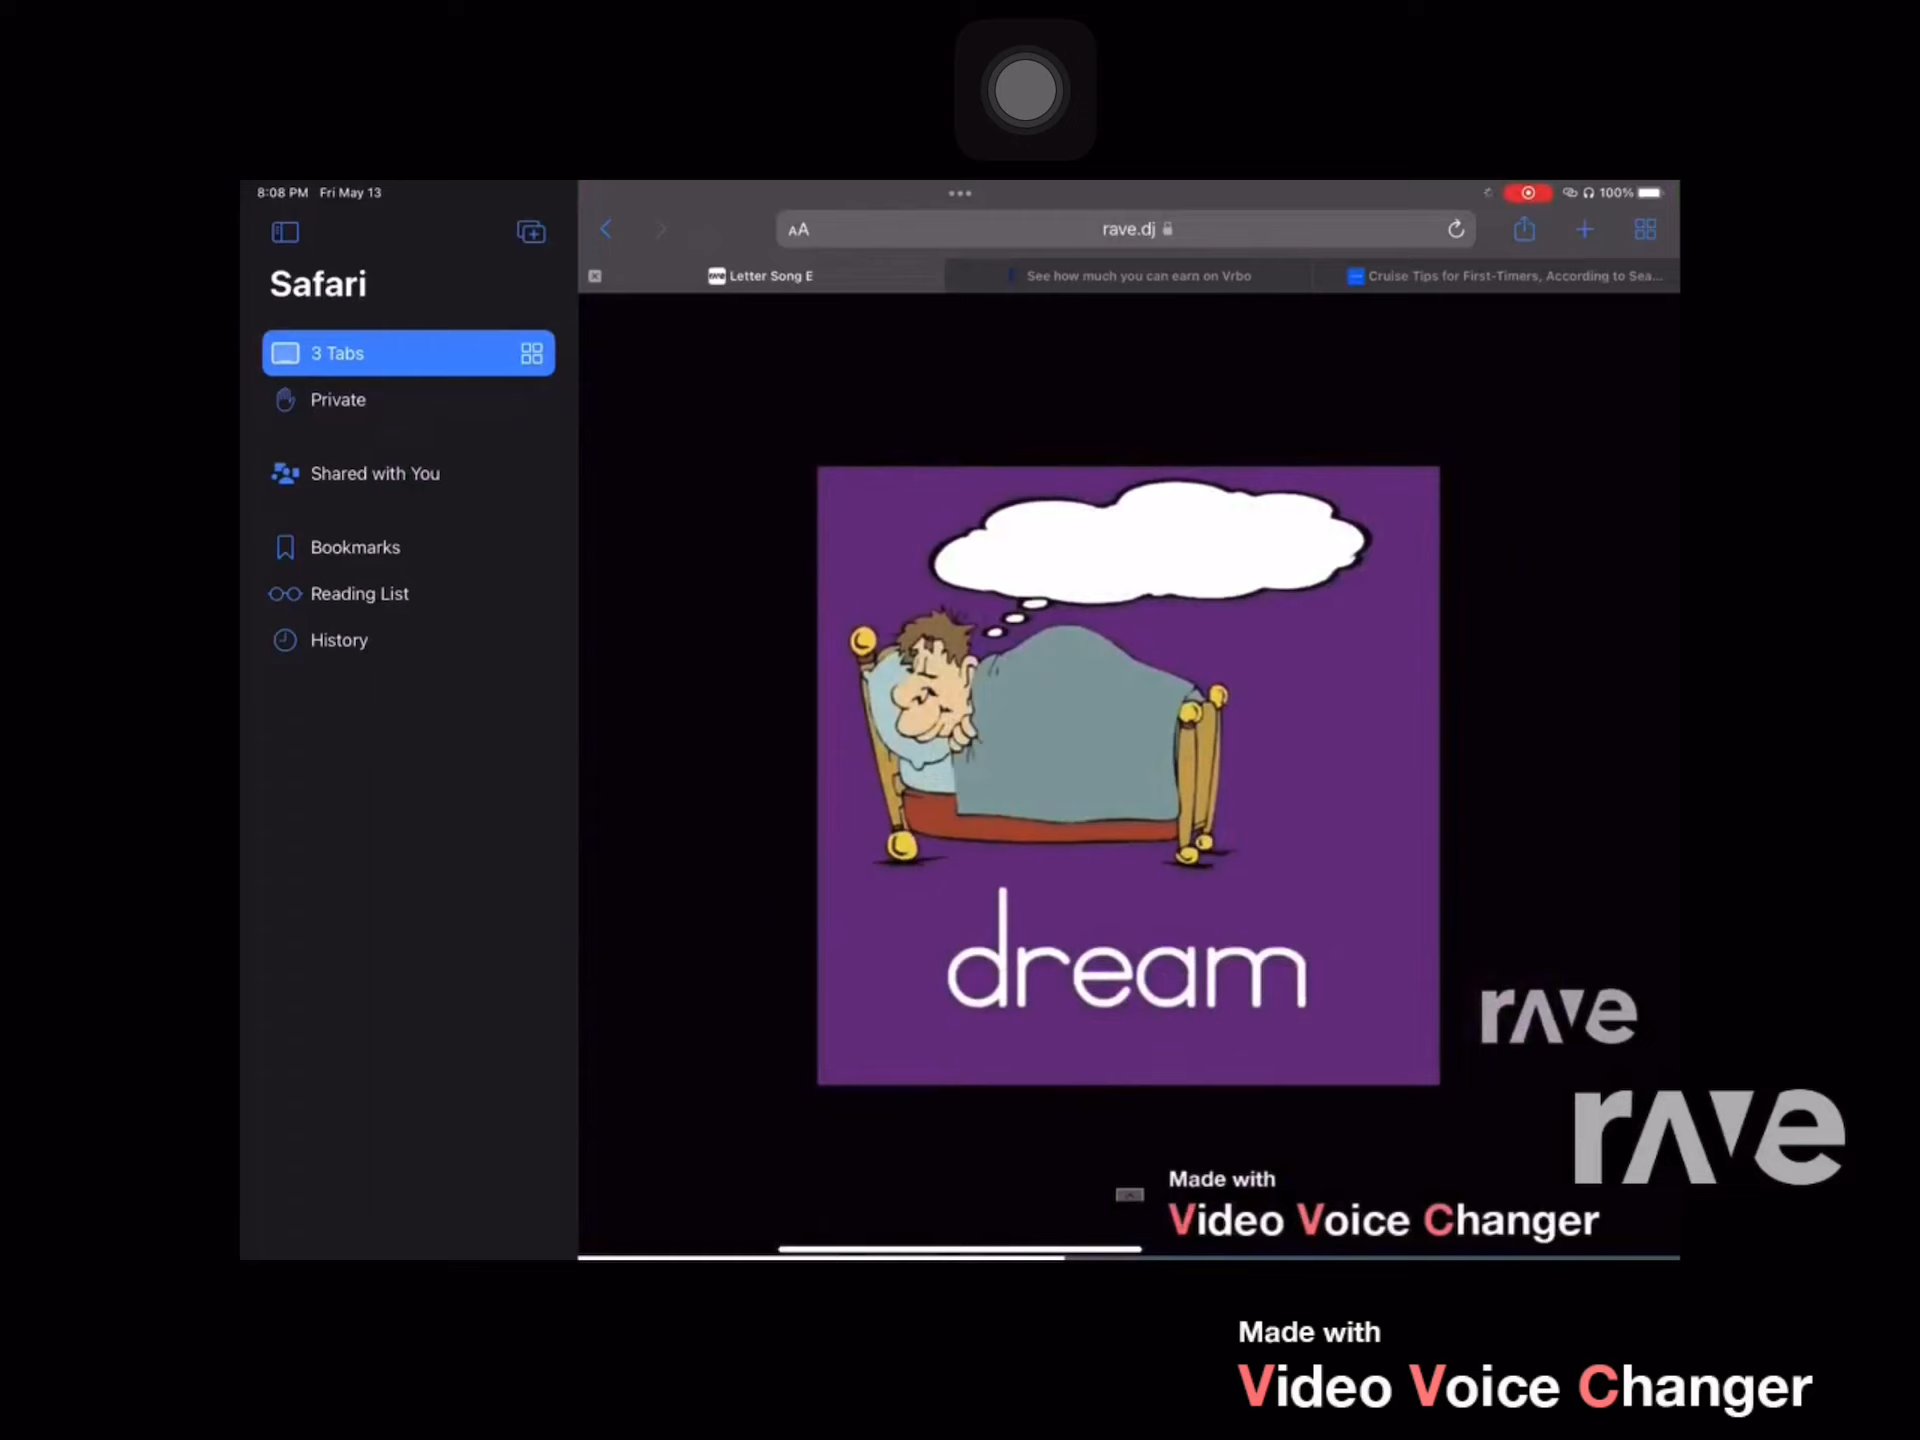 8:08 PM Fri May 13
100%
AA
rave.dj
Safari
Letter Song E
See how much you can earn on Vrbo
Cruise Tips for First-Timers, According to Sea...
3 Tabs
Private
Shared with You
Bookmarks
Reading List
History
dream
rave
rave
Made with
Video Voice Changer
Made with
Video Voice Changer